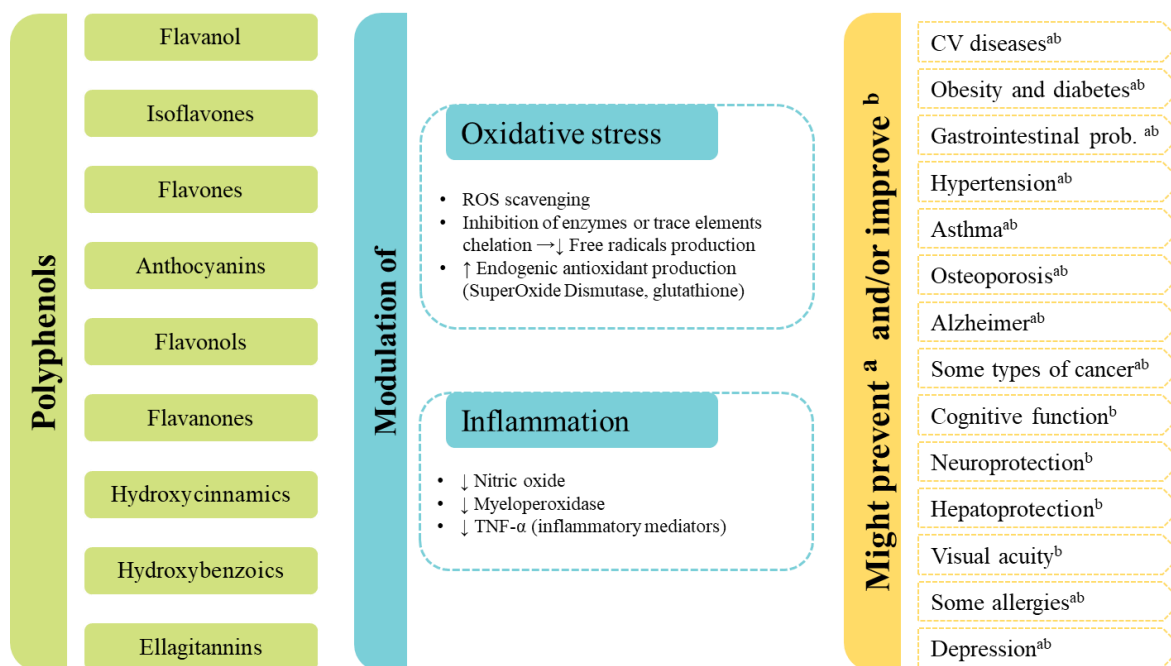 Polyphenols
Flavanol
Isoflavones
Flavones
Anthocyanins
Flavonols
Flavanones
Hydroxycinnamics
Hydroxybenzoics
Ellagitannins
Modulation of
Oxidative stress
• ROS scavenging
• Inhibition of enzymes or trace elements
chelation →↓ Free radicals production
• ↑ Endogenic antioxidant production
(SuperOxide Dismutase, glutathione)
Inflammation
• ↓ Nitric oxide
• ↓ Myeloperoxidase
• ↓ TNF-α (inflammatory mediators)
Might prevent ᵃ and/or improve ᵇ
CV diseasesᵃᵇ
Obesity and diabetesᵃᵇ
Gastrointestinal prob. ᵃᵇ
Hypertensionᵃᵇ
Asthmaᵃᵇ
Osteoporosisᵃᵇ
Alzheimerᵃᵇ
Some types of cancerᵃᵇ
Cognitive functionᵇ
Neuroprotectionᵇ
Hepatoprotectionᵇ
Visual acuityᵇ
Some allergiesᵃᵇ
Depressionᵃᵇ